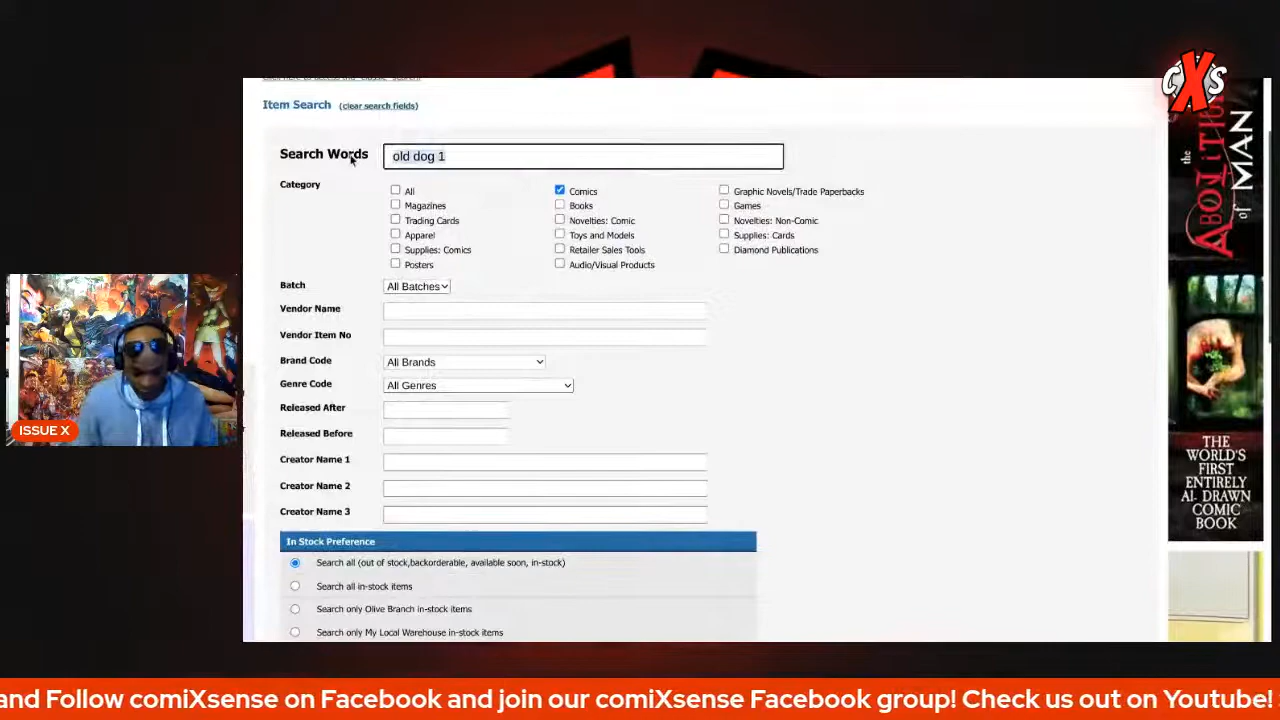 Item Search (clear search fields)
Search Words old dog 1
Category
All
Comics
Graphic Novels/Trade Paperbacks
Magazines
Books
Games
Trading Cards
Novelties: Comic
Novelties: Non-Comic
Apparel
Toys and Models
Supplies: Cards
Supplies: Comics
Retailer Sales Tools
Diamond Publications
Posters
Audio/Visual Products
Batch All Batches
Vendor Name
Vendor Item No
Brand Code All Brands
Genre Code All Genres
Released After
Released Before
Creator Name 1
Creator Name 2
Creator Name 3
In Stock Preference
Search all (out of stock,backorderable, available soon, in-stock)
Search all in-stock items
Search only Olive Branch in-stock items
Search only My Local Warehouse in-stock items
ISSUE X
CXS
the ABOLITION of MAN
THE
WORLD'S
FIRST
ENTIRELY
AI- DRAWN
COMIC
BOOK
and Follow comiXsense on Facebook and join our comiXsense Facebook group! Check us out on Youtube!